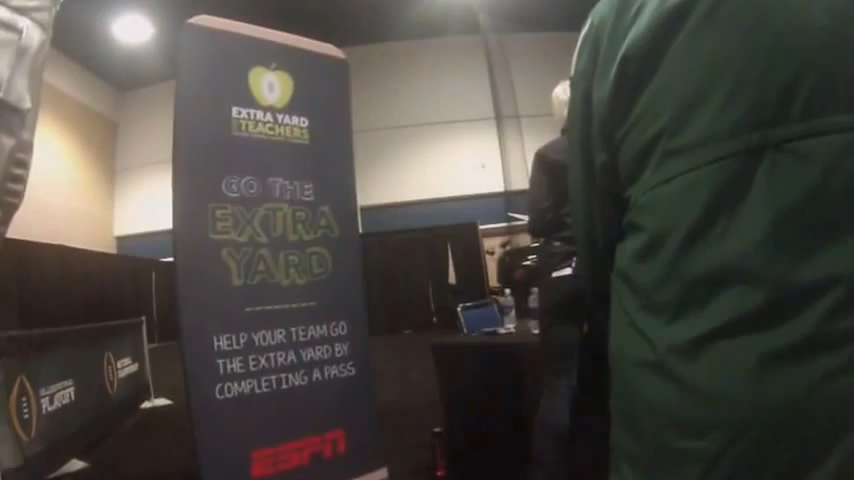 EXTRA YARD
FOR TEACHERS
GO THE
EXTRA
YARD
HELP YOUR TEAM GO
THE EXTRA YARD BY
COMPLETING A PASS
ESPN
PLAYOFF